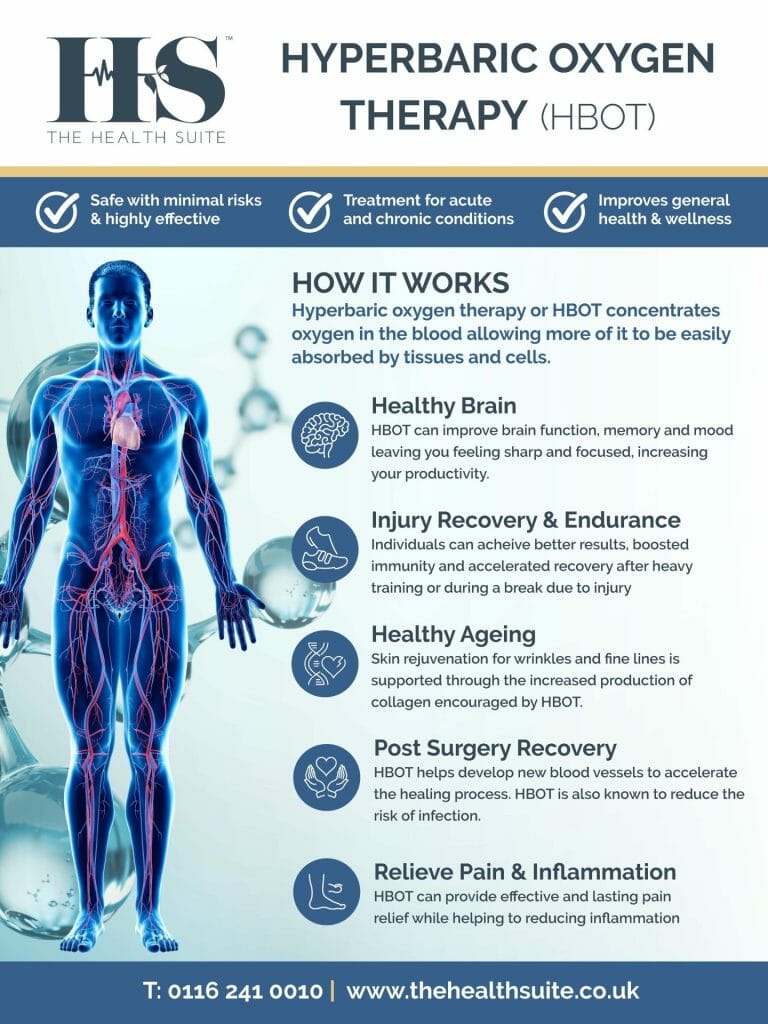 HS™
THE HEALTH SUITE
HYPERBARIC OXYGEN
THERAPY (HBOT)
Safe with minimal risks
& highly effective
Treatment for acute
and chronic conditions
Improves general
health & wellness
HOW IT WORKS
Hyperbaric oxygen therapy or HBOT concentrates
oxygen in the blood allowing more of it to be easily
absorbed by tissues and cells.
Healthy Brain
HBOT can improve brain function, memory and mood
leaving you feeling sharp and focused, increasing
your productivity.
Injury Recovery & Endurance
Individuals can acheive better results, boosted
immunity and accelerated recovery after heavy
training or during a break due to injury
Healthy Ageing
Skin rejuvenation for wrinkles and fine lines is
supported through the increased production of
collagen encouraged by HBOT.
Post Surgery Recovery
HBOT helps develop new blood vessels to accelerate
the healing process. HBOT is also known to reduce the
risk of infection.
Relieve Pain & Inflammation
HBOT can provide effective and lasting pain
relief while helping to reducing inflammation
T: 0116 241 0010 | www.thehealthsuite.co.uk